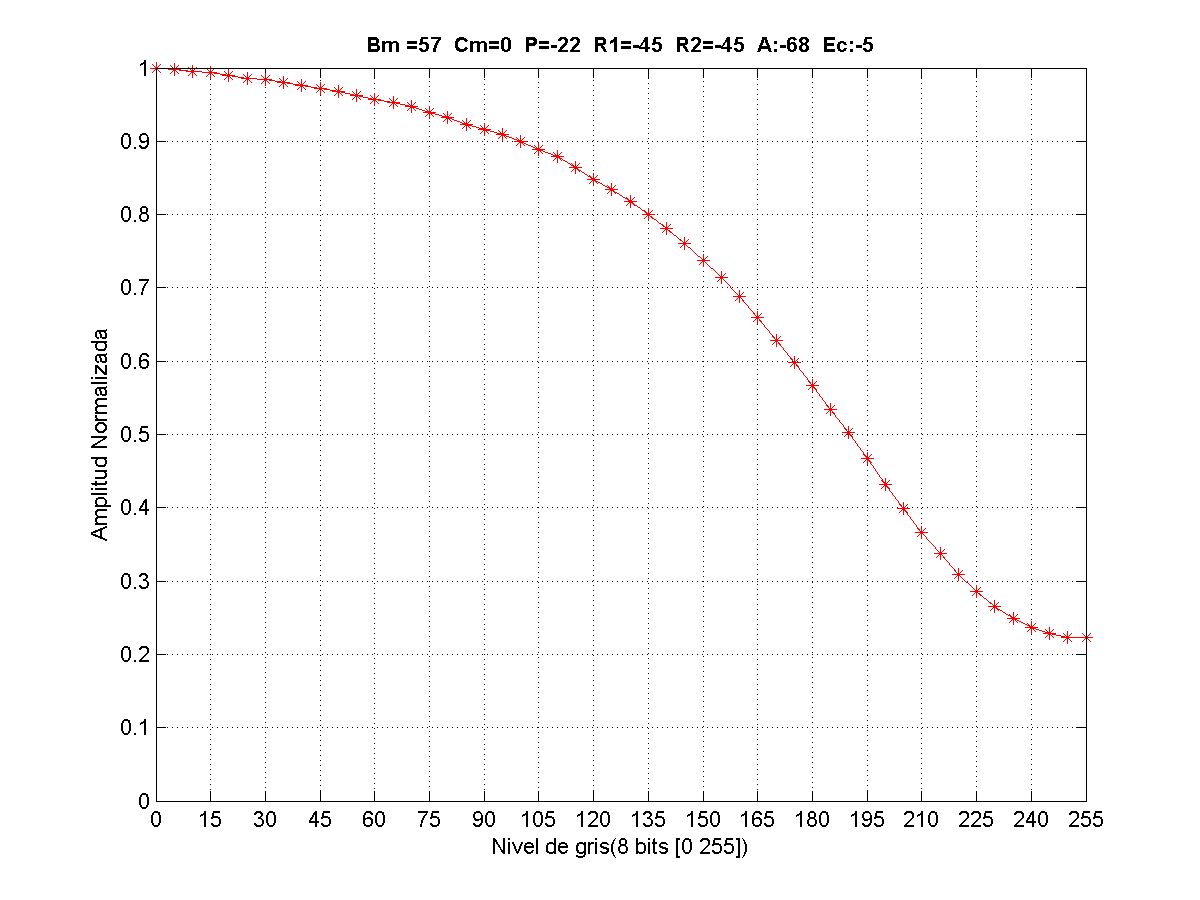 Bm =57  Cm=0  P=-22  R1=-45  R2=-45  A:-68  Ec:-5
1
0.9
0.8
0.7
0.6
0.5
0.4
0.3
0.2
0.1
0
Amplitud Normalizada
0 15 30 45 60 75 90 105 120 135 150 165 180 195 210 225 240 255
Nivel de gris(8 bits [0 255])